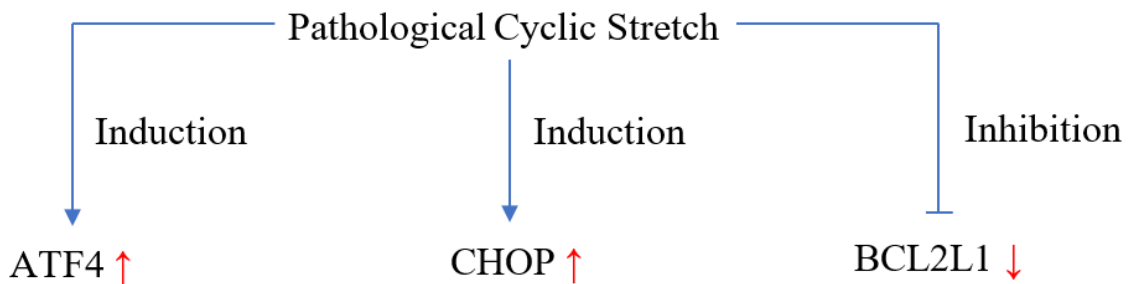 Pathological Cyclic Stretch
Induction
Induction
Inhibition
ATF4 ↑
CHOP ↑
BCL2L1 ↓